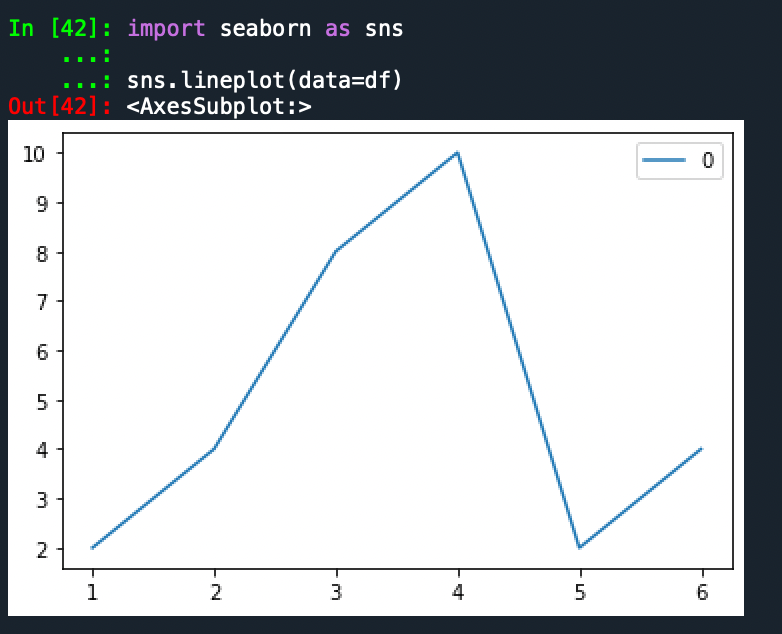 In [42]: import seaborn as sns
...:
...: sns.lineplot(data=df)
Out[42]: <AxesSubplot:>
0
10
9
8
7
6
5
4
3
2
1 2 3 4 5 6